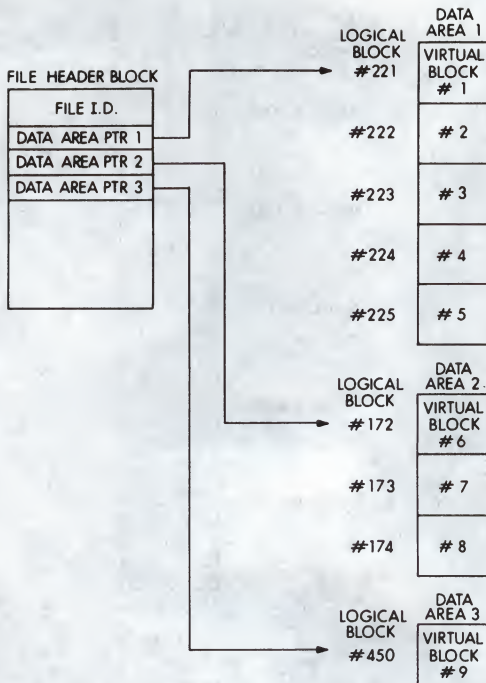 FILE HEADER BLOCK
FILE I.D.
DATA AREA PTR 1
DATA AREA PTR 2
DATA AREA PTR 3
DATA
AREA 1
LOGICAL
BLOCK
#221
VIRTUAL
BLOCK
# 1
#222
# 2
#223
# 3
#224
# 4
#225
# 5
DATA
AREA 2
LOGICAL
BLOCK
#172
VIRTUAL
BLOCK
#6
#173
# 7
#174
# 8
DATA
AREA 3
LOGICAL
BLOCK
#450
VIRTUAL
BLOCK
#9